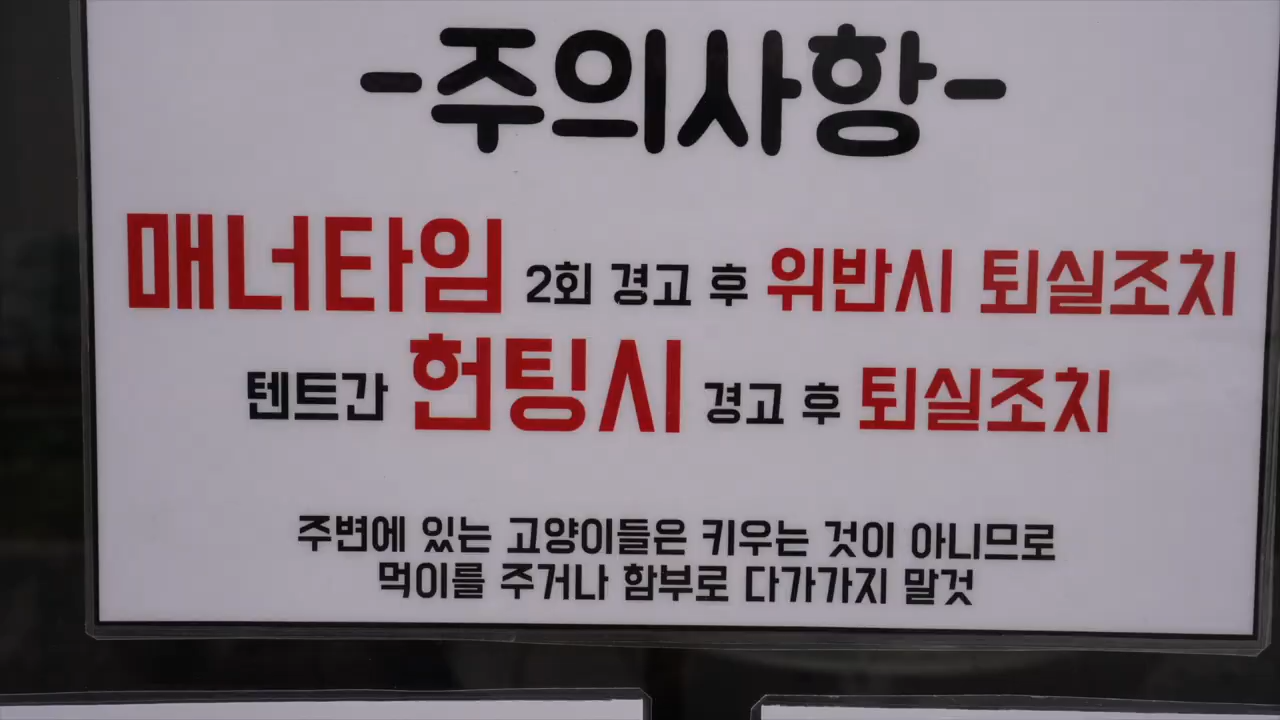 -주의사항-
매너타임 2회 경고 후 위반시 퇴실조치
텐트간 헌팅시 경고 후 퇴실조치
주변에 있는 고양이들은 키우는 것이 아니므로
먹이를 주거나 함부로 다가가지 말것